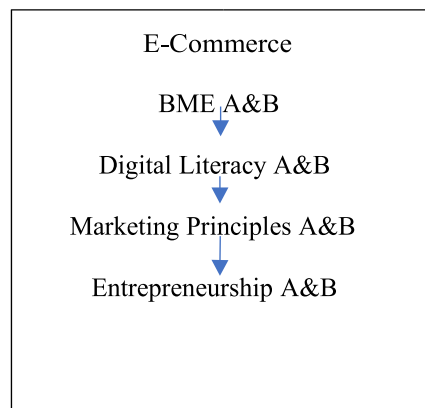 E-Commerce
BME A&B
Digital Literacy A&B
Marketing Principles A&B
Entrepreneurship A&B